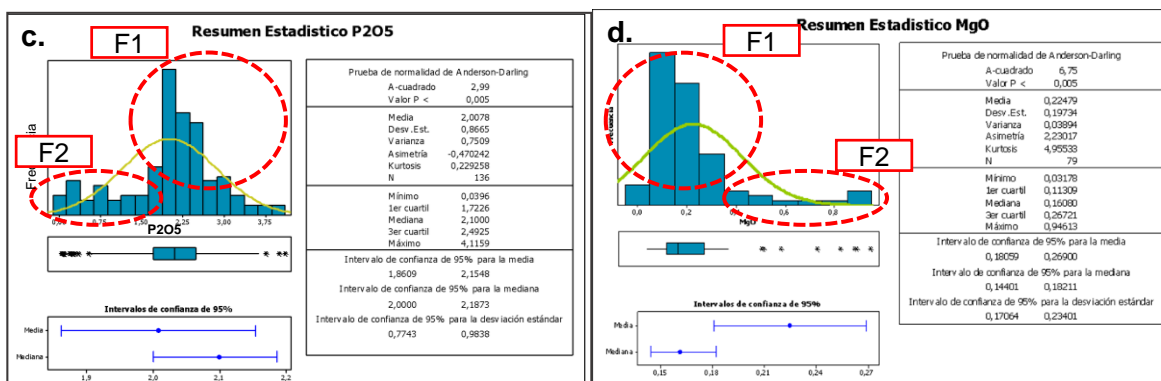 c.
Resumen Estadistico P2O5
F1
F2
Frecuencia
0,00 0,75 1,50 2,25 3,00 3,75
P2O5
Intervalos de confianza de 95%
Media
Mediana
1,9 2,0 2,1 2,2
Prueba de normalidad de Anderson-Darling
A-cuadrado 2,99
Valor P < 0,005
Media 2,0078
Desv.Est. 0,8665
Varianza 0,7509
Asimetría -0,470242
Kurtosis 0,229258
N 136
Mínimo 0,0396
1er cuartil 1,7226
Mediana 2,1000
3er cuartil 2,4925
Máximo 4,1159
Intervalo de confianza de 95% para la media
1,8609 2,1548
Intervalo de confianza de 95% para la mediana
2,0000 2,1873
Intervalo de confianza de 95% para la desviación estándar
0,7743 0,9838
d.
Resumen Estadistico MgO
F1
F2
Frecuencia
0,0 0,2 0,4 0,6 0,8
MgO
Intervalos de confianza de 95%
Media
Mediana
0,15 0,18 0,21 0,24 0,27
Prueba de normalidad de Anderson-Darling
A-cuadrado 6,75
Valor P < 0,005
Media 0,22479
Desv.Est. 0,19734
Varianza 0,03894
Asimetría 2,23017
Kurtosis 4,95533
N 79
Mínimo 0,03178
1er cuartil 0,11309
Mediana 0,16080
3er cuartil 0,26721
Máximo 0,94613
Intervalo de confianza de 95% para la media
0,18059 0,26900
Intervalo de confianza de 95% para la mediana
0,14401 0,18211
Intervalo de confianza de 95% para la desviación estándar
0,17064 0,23401